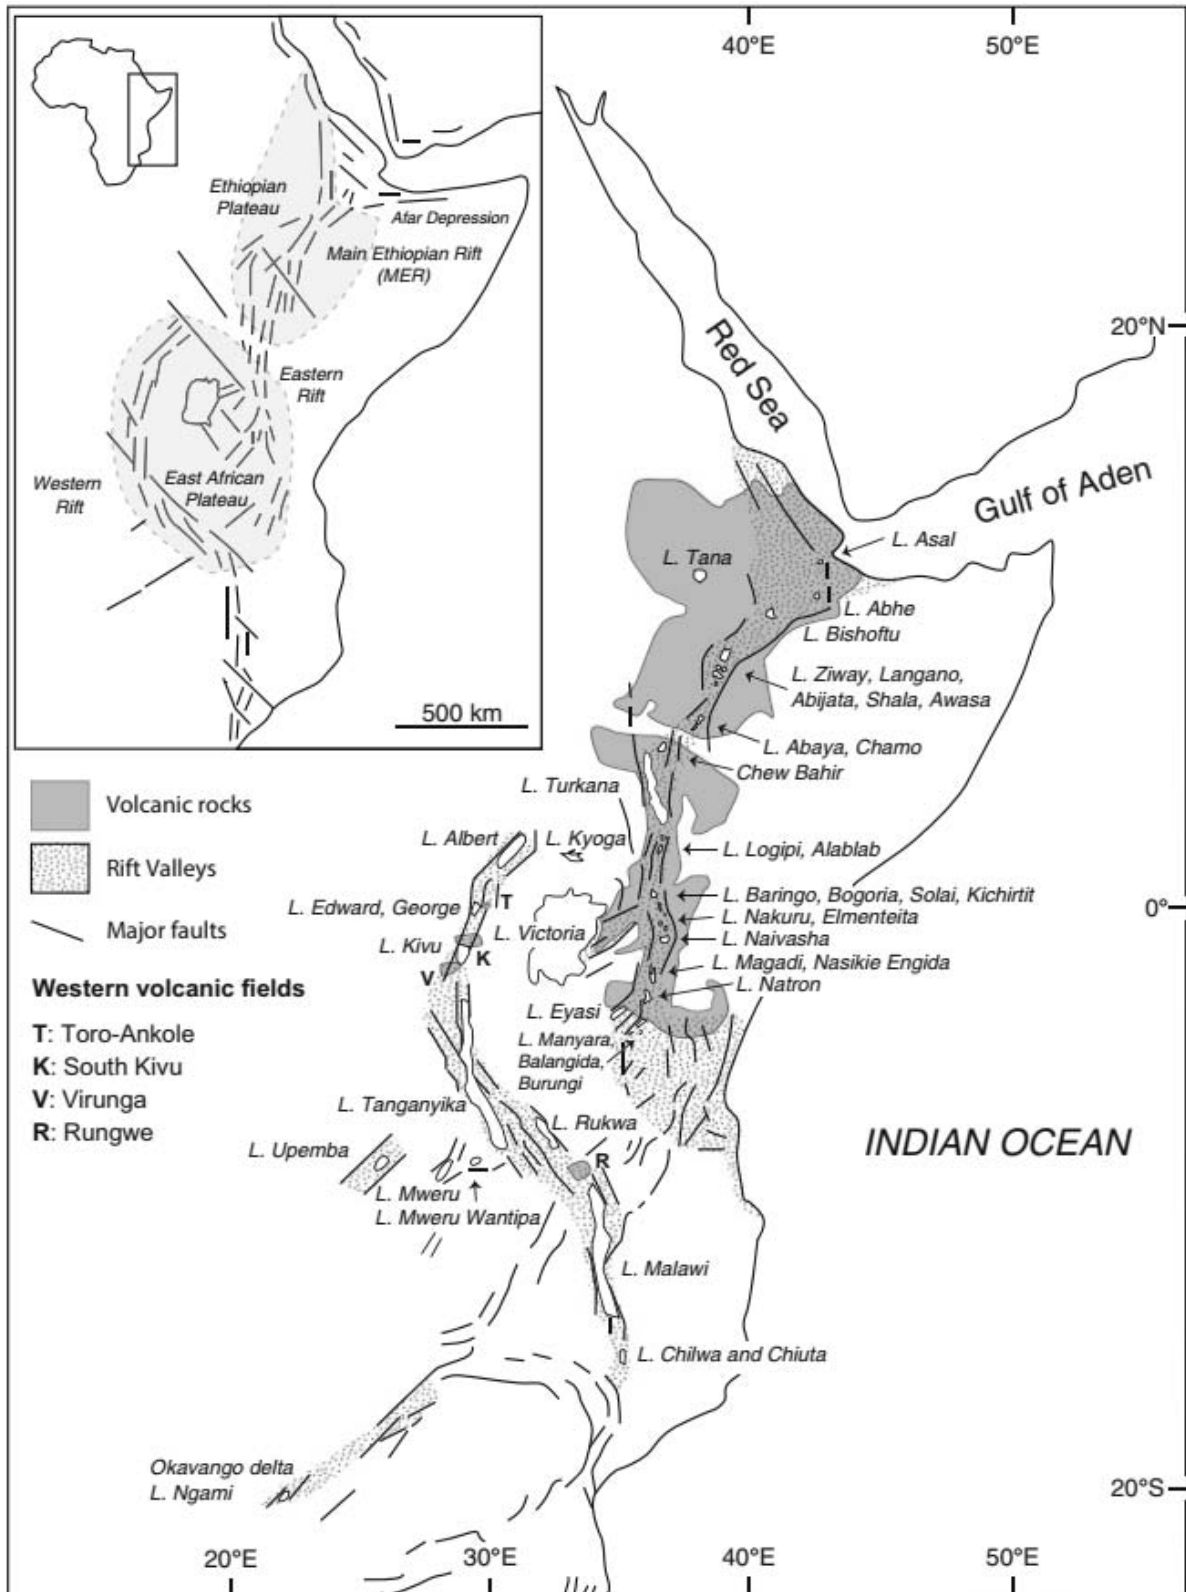 40°E
50°E
Ethiopian
Plateau
Afar Depression
Main Ethiopian Rift
(MER)
Eastern
Rift
Western
Rift
East African
Plateau
500 km
Volcanic rocks
Rift Valleys
Major faults
Western volcanic fields
T: Toro-Ankole
K: South Kivu
V: Virunga
R: Rungwe
20°N
Red Sea
Gulf of Aden
L. Asal
L. Tana
L. Abhe
L. Bishoftu
L. Ziway, Langano,
Abijata, Shala, Awasa
L. Abaya, Chamo
Chew Bahir
L. Turkana
L. Albert
L. Kyoga
L. Logipi, Alablab
L. Baringo, Bogoria, Solai, Kichirtit
L. Edward, George
T
0°
L. Nakuru, Elmenteita
L. Victoria
L. Naivasha
L. Kivu
K
V
L. Magadi, Nasikie Engida
L. Natron
L. Eyasi
L. Manyara,
Balangida,
Burungi
L. Tanganyika
L. Rukwa
INDIAN OCEAN
L. Upemba
R
L. Mweru
L. Mweru Wantipa
L. Malawi
L. Chilwa and Chiuta
Okavango delta
L. Ngami
20°S
20°E
30°E
40°E
50°E